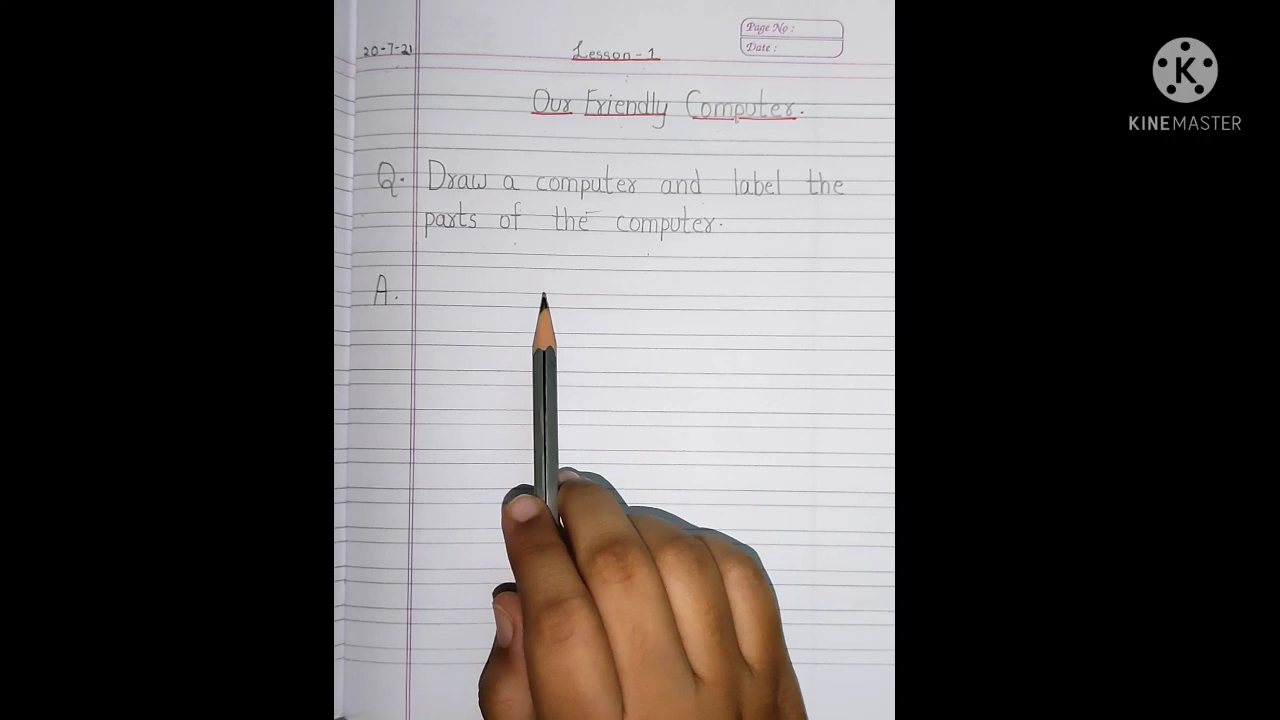 Page No :
20-7-21
Lesson - 1
Date :
Our Friendly Computer.
Q. Draw a computer and label the
parts of the computer.
A.
K
KINEMASTER